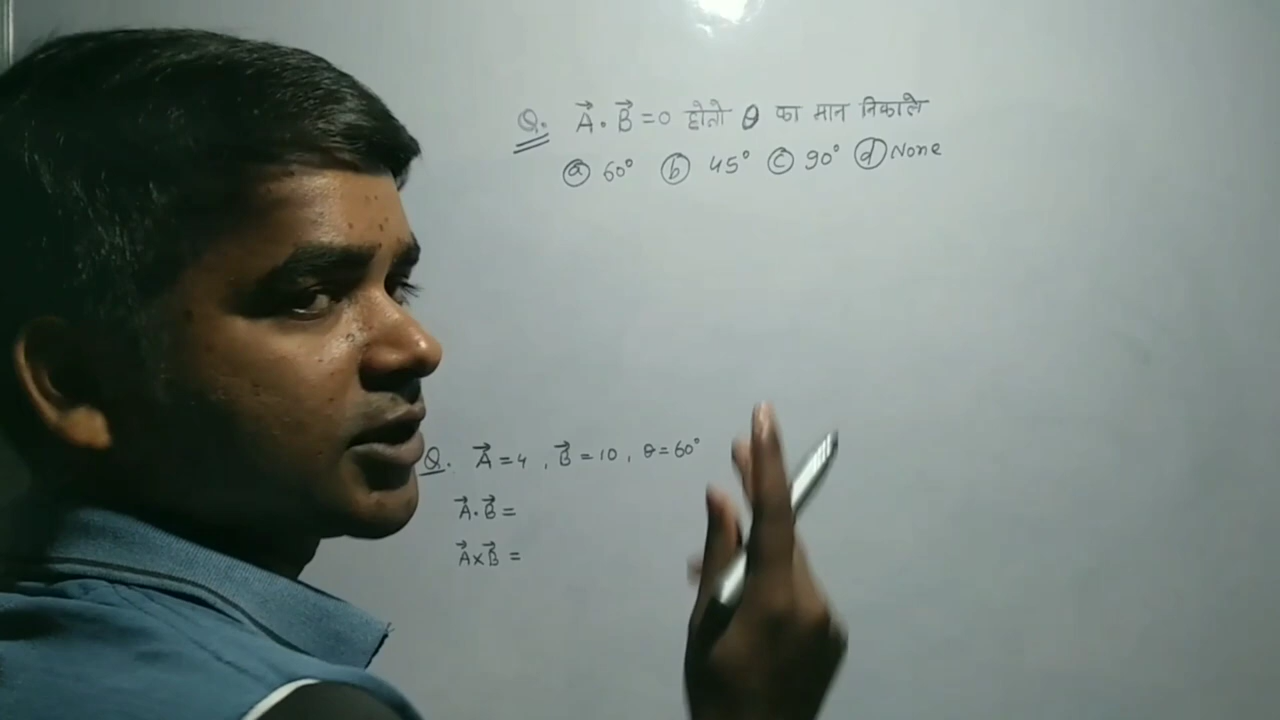 Q. A⃗ . B⃗ = 0 होतो θ का मान निकाले
ⓐ 60° ⓑ 45° ⓒ 90° ⓓ None
Q. A⃗ = 4 , B⃗ = 10 , θ = 60°
A⃗ . B⃗ =
A⃗ x B⃗ =